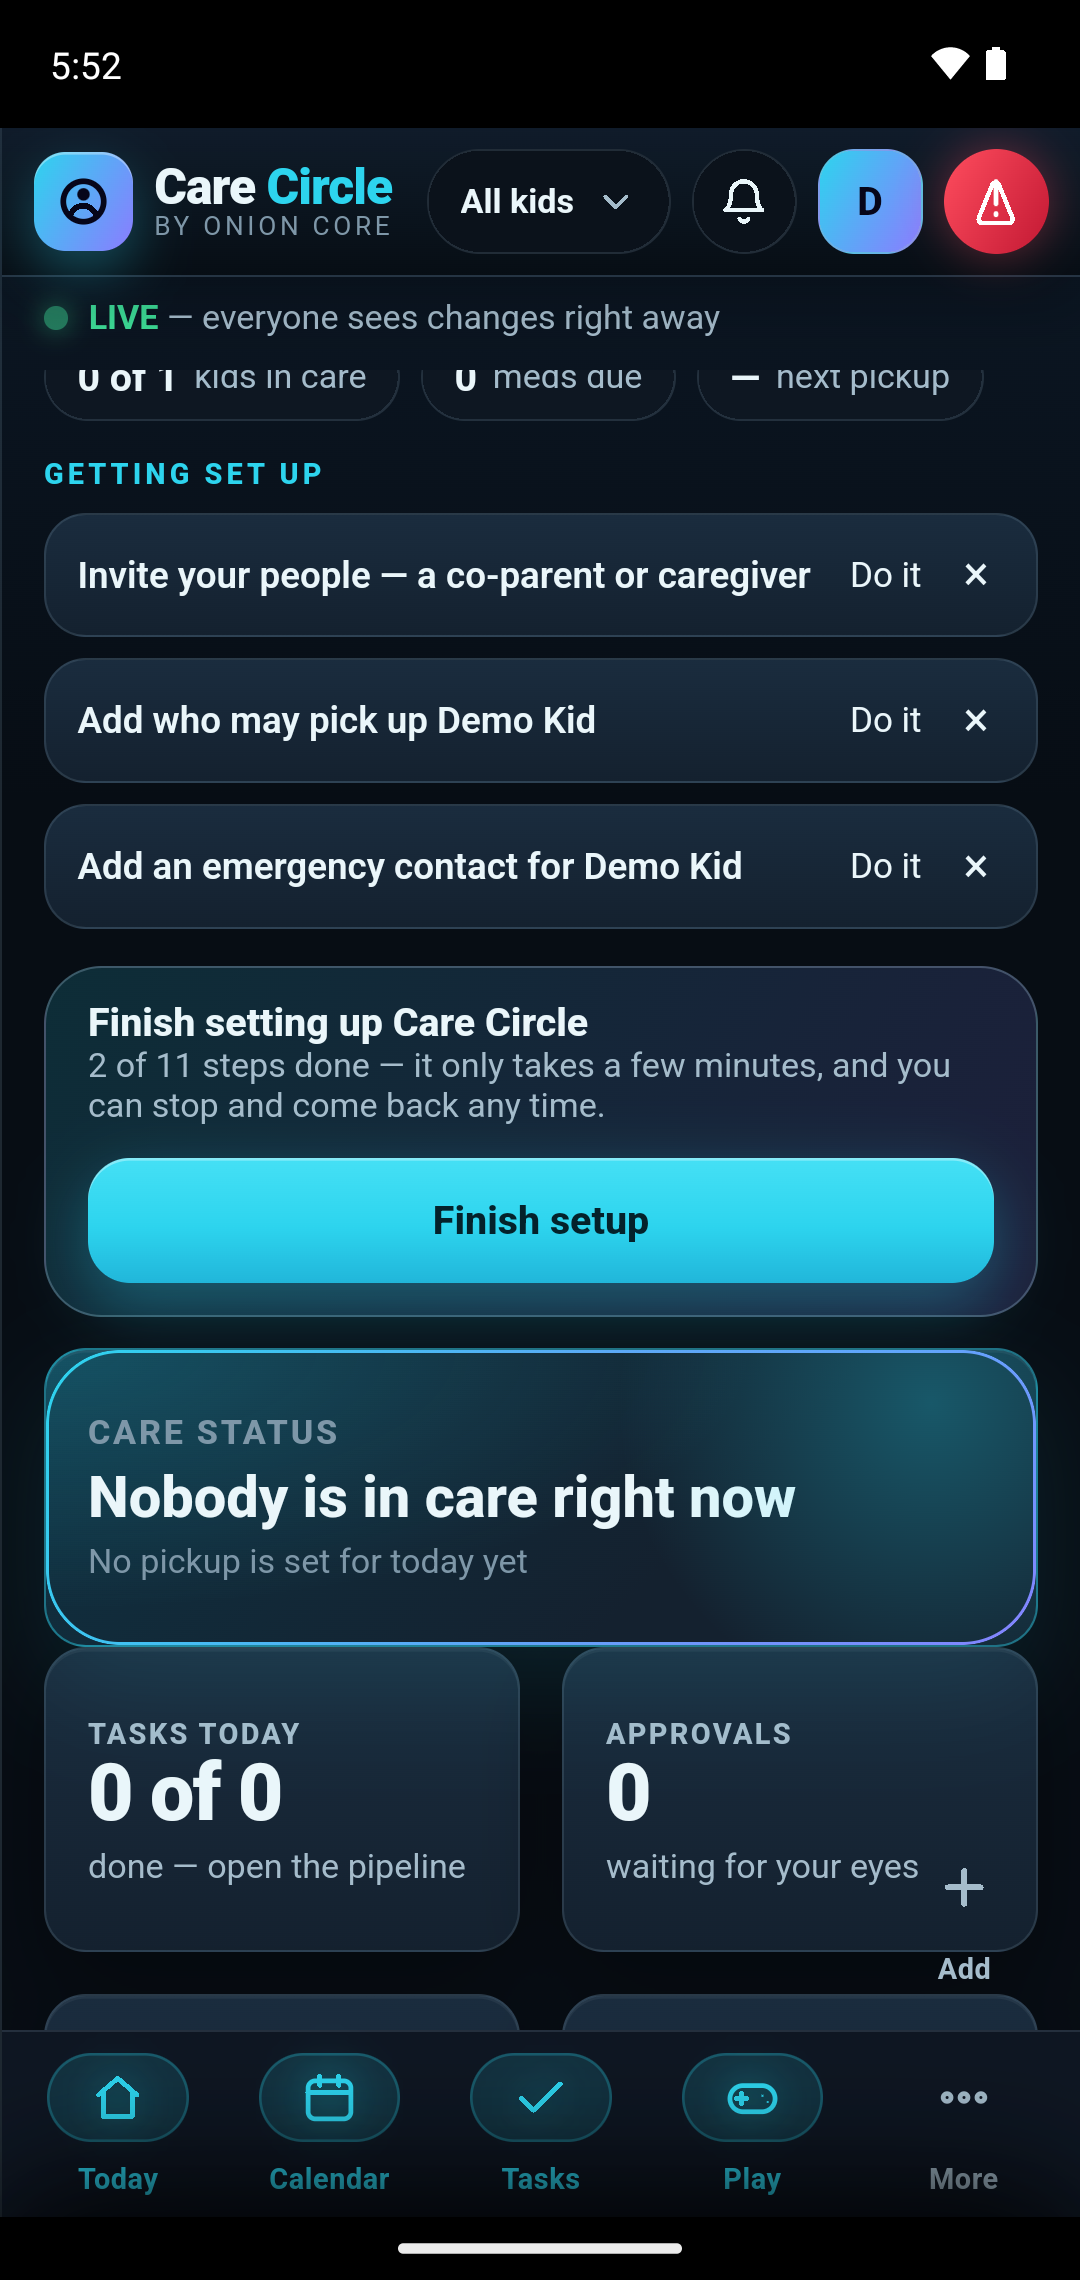 5:52
Care Circle
BY ONION CORE
All kids
D
LIVE — everyone sees changes right away
0 of 1 kids in care
0 meds due
— next pickup
GETTING SET UP
Invite your people — a co-parent or caregiver
Do it
Add who may pick up Demo Kid
Do it
Add an emergency contact for Demo Kid
Do it
Finish setting up Care Circle
2 of 11 steps done — it only takes a few minutes, and you
can stop and come back any time.
Finish setup
CARE STATUS
Nobody is in care right now
No pickup is set for today yet
TASKS TODAY
0 of 0
done — open the pipeline
APPROVALS
0
waiting for your eyes
Add
Today
Calendar
Tasks
Play
More